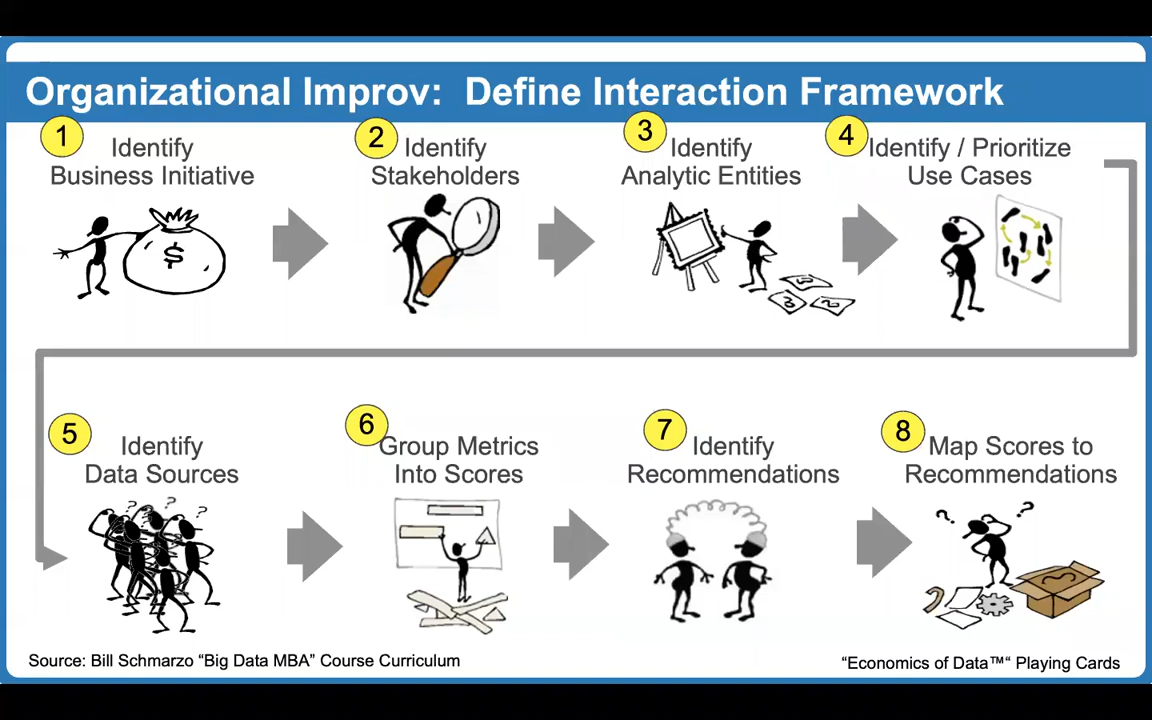 Organizational Improv: Define Interaction Framework
1
Identify
Business Initiative
2
Identify
Stakeholders
3
Identify
Analytic Entities
4
Identify / Prioritize
Use Cases
$
5
Identify
Data Sources
6
Group Metrics
Into Scores
7
Identify
Recommendations
8
Map Scores to
Recommendations
? ? ?
? ?
Source: Bill Schmarzo “Big Data MBA” Course Curriculum
“Economics of Data™“ Playing Cards